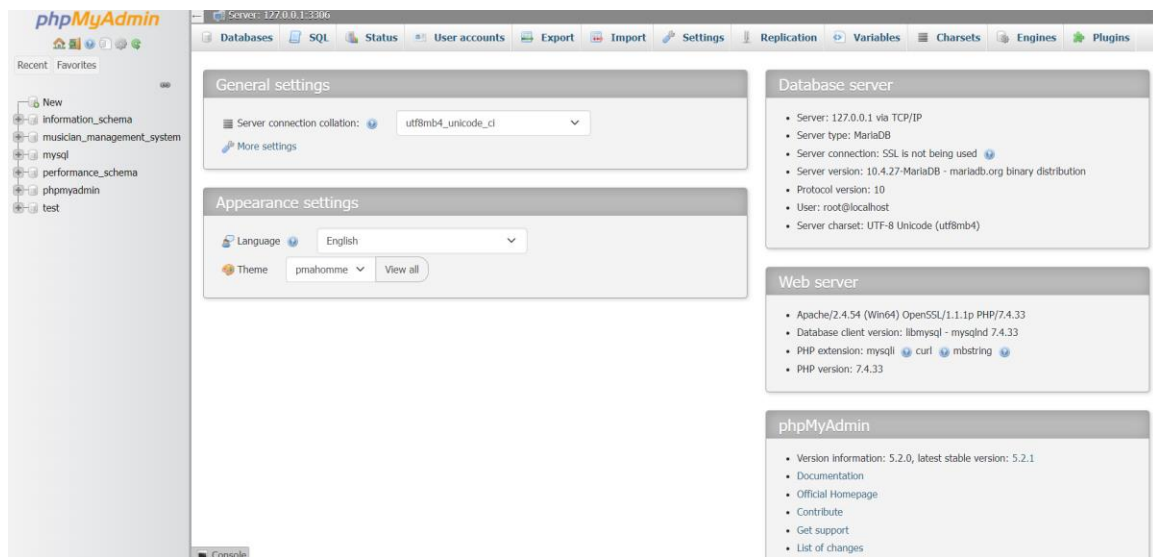 phpMyAdmin
Recent Favorites
New
information_schema
musician_management_system
mysql
performance_schema
phpmyadmin
test
Server: 127.0.0.1:3306
Databases SQL Status User accounts Export Import Settings Replication Variables Charsets Engines Plugins
General settings
Server connection collation: utf8mb4_unicode_ci
More settings
Appearance settings
Language English
Theme pmahomme View all
Database server
• Server: 127.0.0.1 via TCP/IP
• Server type: MariaDB
• Server connection: SSL is not being used
• Server version: 10.4.27-MariaDB - mariadb.org binary distribution
• Protocol version: 10
• User: root@localhost
• Server charset: UTF-8 Unicode (utf8mb4)
Web server
• Apache/2.4.54 (Win64) OpenSSL/1.1.1p PHP/7.4.33
• Database client version: libmysql - mysqlnd 7.4.33
• PHP extension: mysqli curl mbstring
• PHP version: 7.4.33
phpMyAdmin
• Version information: 5.2.0, latest stable version: 5.2.1
• Documentation
• Official Homepage
• Contribute
• Get support
• List of changes
Console